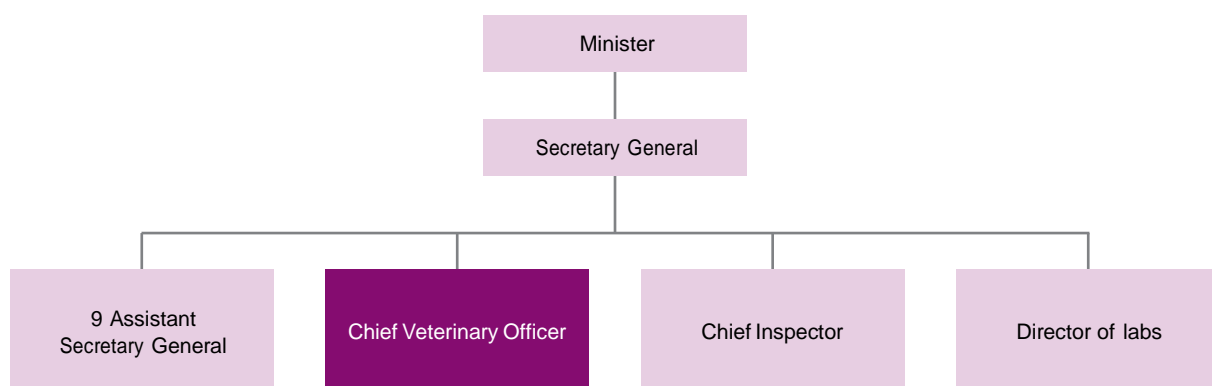 Minister
Secretary General
9 Assistant
Secretary General
Chief Veterinary Officer
Chief Inspector
Director of labs